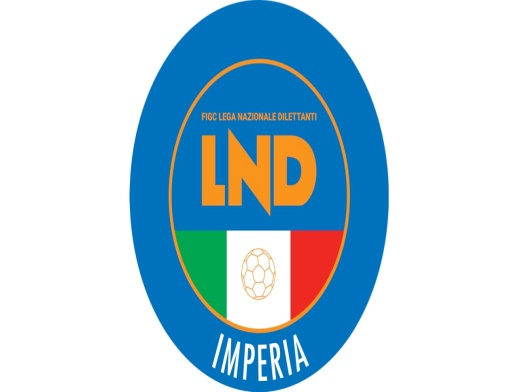 FIGC LEGA NAZIONALE DILETTANTI
LND
IMPERIA